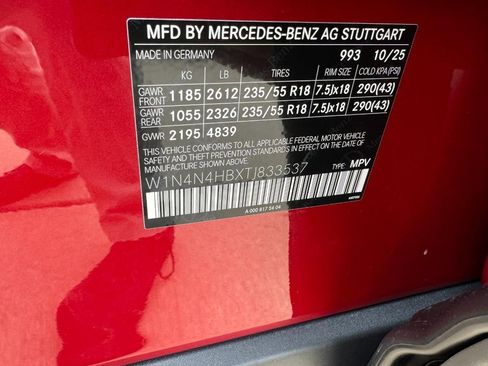 MFD BY MERCEDES-BENZ AG STUTTGART
MADE IN GERMANY 993 10/25
KG LB TIRES RIM SIZE COLD KPA (PSI)
GAWR FRONT 1185 2612 235/55 R18 7.5Jx18 290(43)
GAWR REAR 1055 2326 235/55 R18 7.5Jx18 290(43)
GVWR 2195 4839
THIS VEHICLE CONFORMS TO ALL APPLICABLE FEDERAL MOTOR VEHICLE
SAFETY, BUMPER AND THEFT PREVENTION STANDARDS IN EFFECT ON THE DATE OF
MANUFACTURE SHOWN ABOVE.
W1N4N4HBXTJ833537 TYPE: MPV
A 000 817 54 04